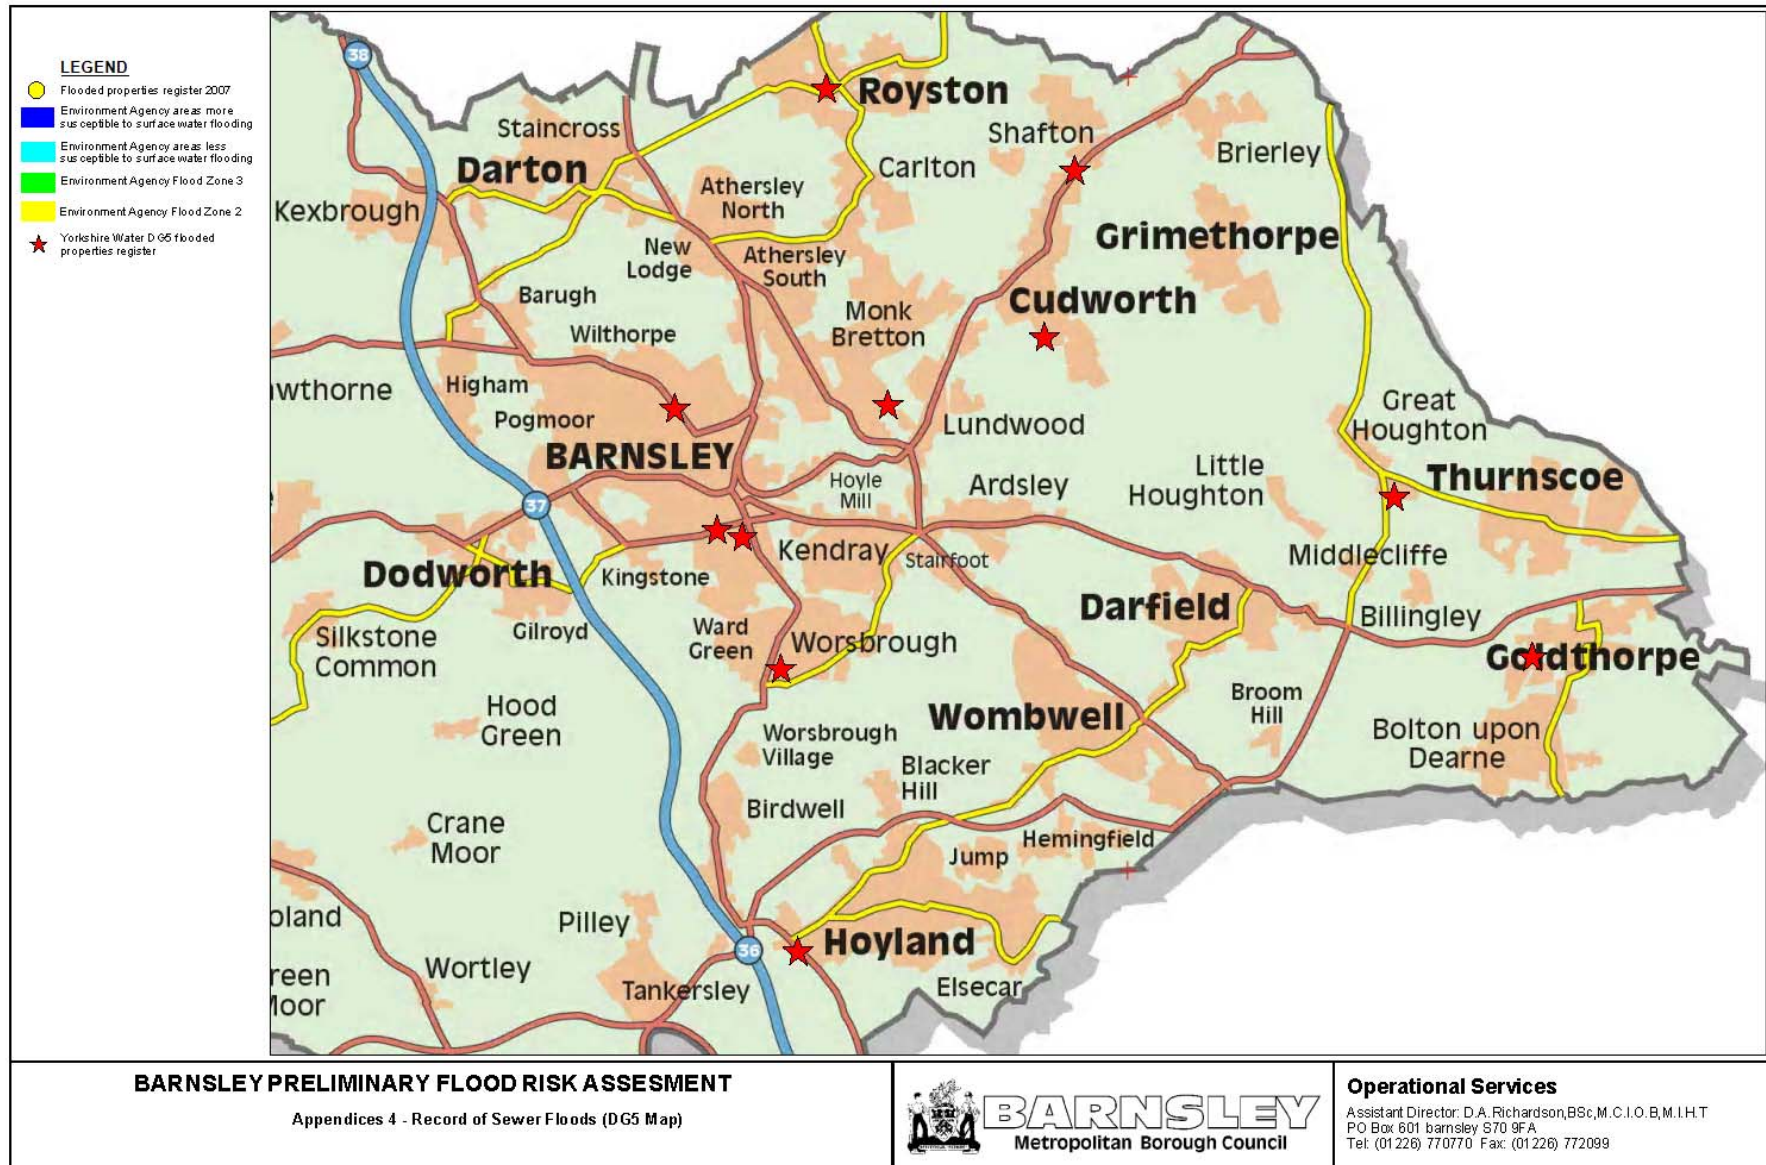 LEGEND
Flooded properties register 2007
Environment Agency areas more
susceptible to surface water flooding
Environment Agency areas less
susceptible to surface water flooding
Environment Agency Flood Zone 3
Environment Agency Flood Zone 2
Yorkshire Water DG5 flooded
properties register
38
Royston
Staincross
Shafton
Darton
Carlton
Brierley
Athersley
North
Kexbrough
Grimethorpe
New
Lodge
Athersley
South
Barugh
Cudworth
Monk
Bretton
Wilthorpe
Higham
awthorne
Pogmoor
Great
Houghton
Lundwood
BARNSLEY
Little
Houghton
Thurnscoe
Hoyle
Mill
Ardsley
37
Kendray
Stairfoot
Middlecliffe
Dodworth
Kingstone
Darfield
Billingley
Gilroyd
Ward
Green
Worsbrough
Silkstone
Common
Goldthorpe
Broom
Hill
Hood
Green
Wombwell
Worsbrough
Village
Bolton upon
Dearne
Blacker
Hill
Birdwell
Crane
Moor
Hemingfield
Jump
oland
Pilley
36
Hoyland
Wortley
reen
Moor
Tankersley
Elsecar
BARNSLEY PRELIMINARY FLOOD RISK ASSESMENT
Appendices 4 - Record of Sewer Floods (DG5 Map)
BARNSLEY
Metropolitan Borough Council
Operational Services
Assistant Director: D.A. Richardson,BSc,M.C.I.O.B,M.I.H.T
PO Box 601 barnsley S70 9FA
Tel: (01226) 770770 Fax: (01226) 772099